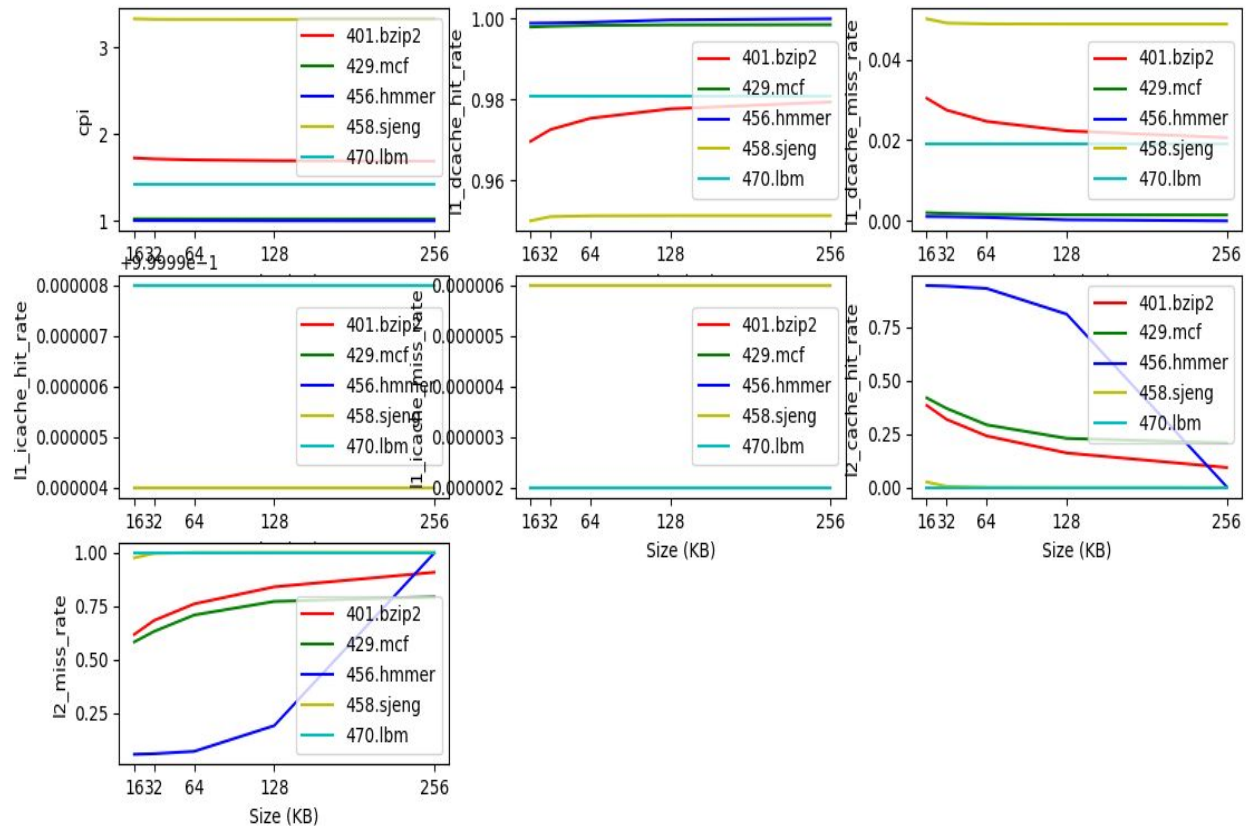 cpi
3
2
1
1632 64 128 256
401.bzip2
429.mcf
456.hmmer
458.sjeng
470.lbm
l1_dcache_hit_rate
1.00
0.98
0.96
1632 64 128 256
401.bzip2
429.mcf
456.hmmer
458.sjeng
470.lbm
l1_dcache_miss_rate
0.04
0.02
0.00
1632 64 128 256
401.bzip2
429.mcf
456.hmmer
458.sjeng
470.lbm
+9.9999e−1
l1_icache_hit_rate
0.000008
0.000007
0.000006
0.000005
0.000004
1632 64 128 256
401.bzip2
429.mcf
456.hmmer
458.sjeng
470.lbm
l1_icache_miss_rate
0.000006
0.000005
0.000004
0.000003
0.000002
1632 64 128 256
Size (KB)
401.bzip2
429.mcf
456.hmmer
458.sjeng
470.lbm
l2_cache_hit_rate
0.75
0.50
0.25
0.00
1632 64 128 256
Size (KB)
401.bzip2
429.mcf
456.hmmer
458.sjeng
470.lbm
l2_miss_rate
1.00
0.75
0.50
0.25
1632 64 128 256
Size (KB)
401.bzip2
429.mcf
456.hmmer
458.sjeng
470.lbm